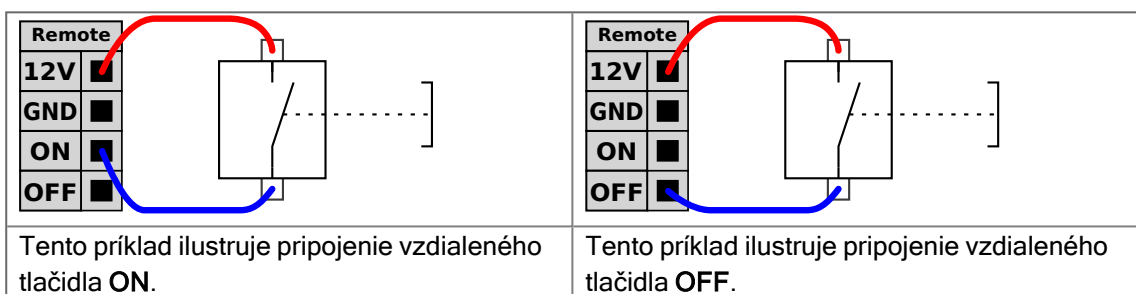 Remote
12V
GND
ON
OFF
Tento príklad ilustruje pripojenie vzdialeného
tlačidla ON.
Remote
12V
GND
ON
OFF
Tento príklad ilustruje pripojenie vzdialeného
tlačidla OFF.